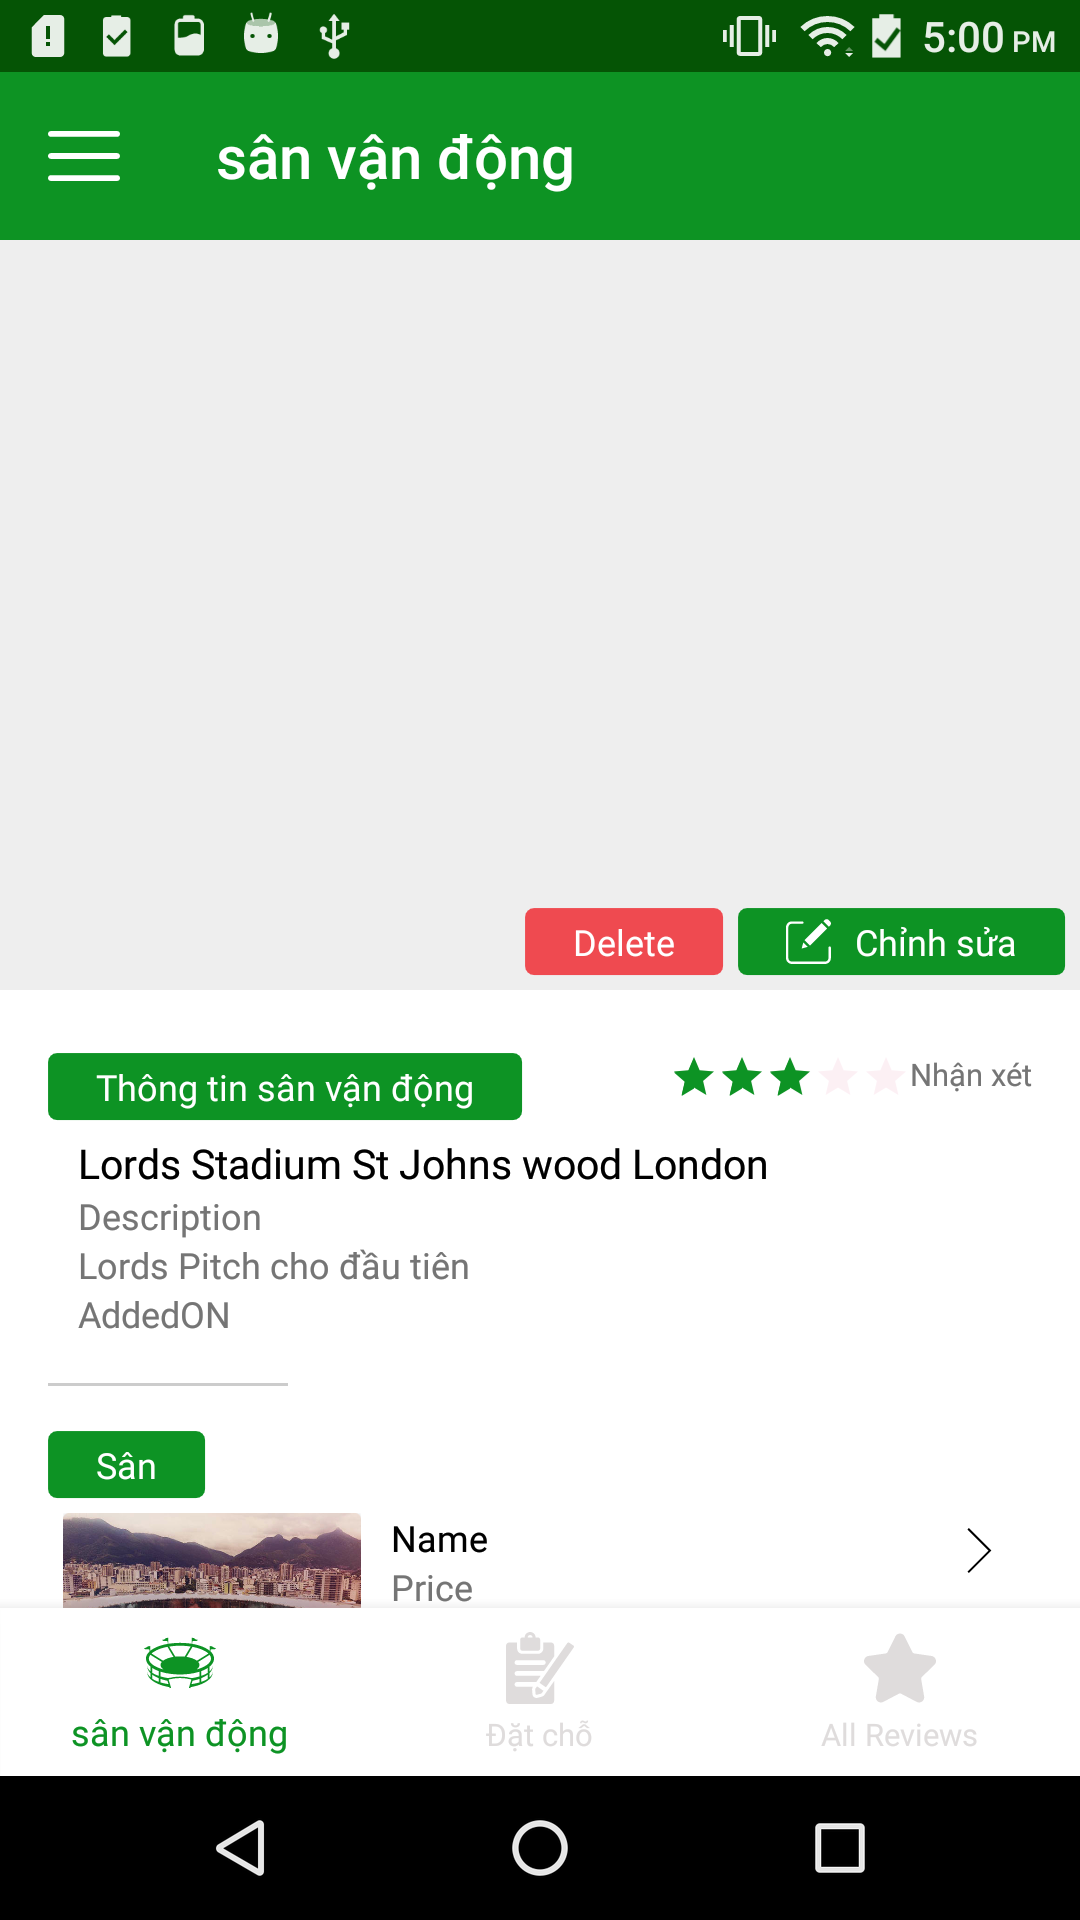 5:00 PM
sân vận động
Delete
Chỉnh sửa
Thông tin sân vận động
Nhận xét
Lords Stadium St Johns wood London
Description
Lords Pitch cho đầu tiên
AddedON
Sân
Name
Price
sân vận động
Đặt chỗ
All Reviews